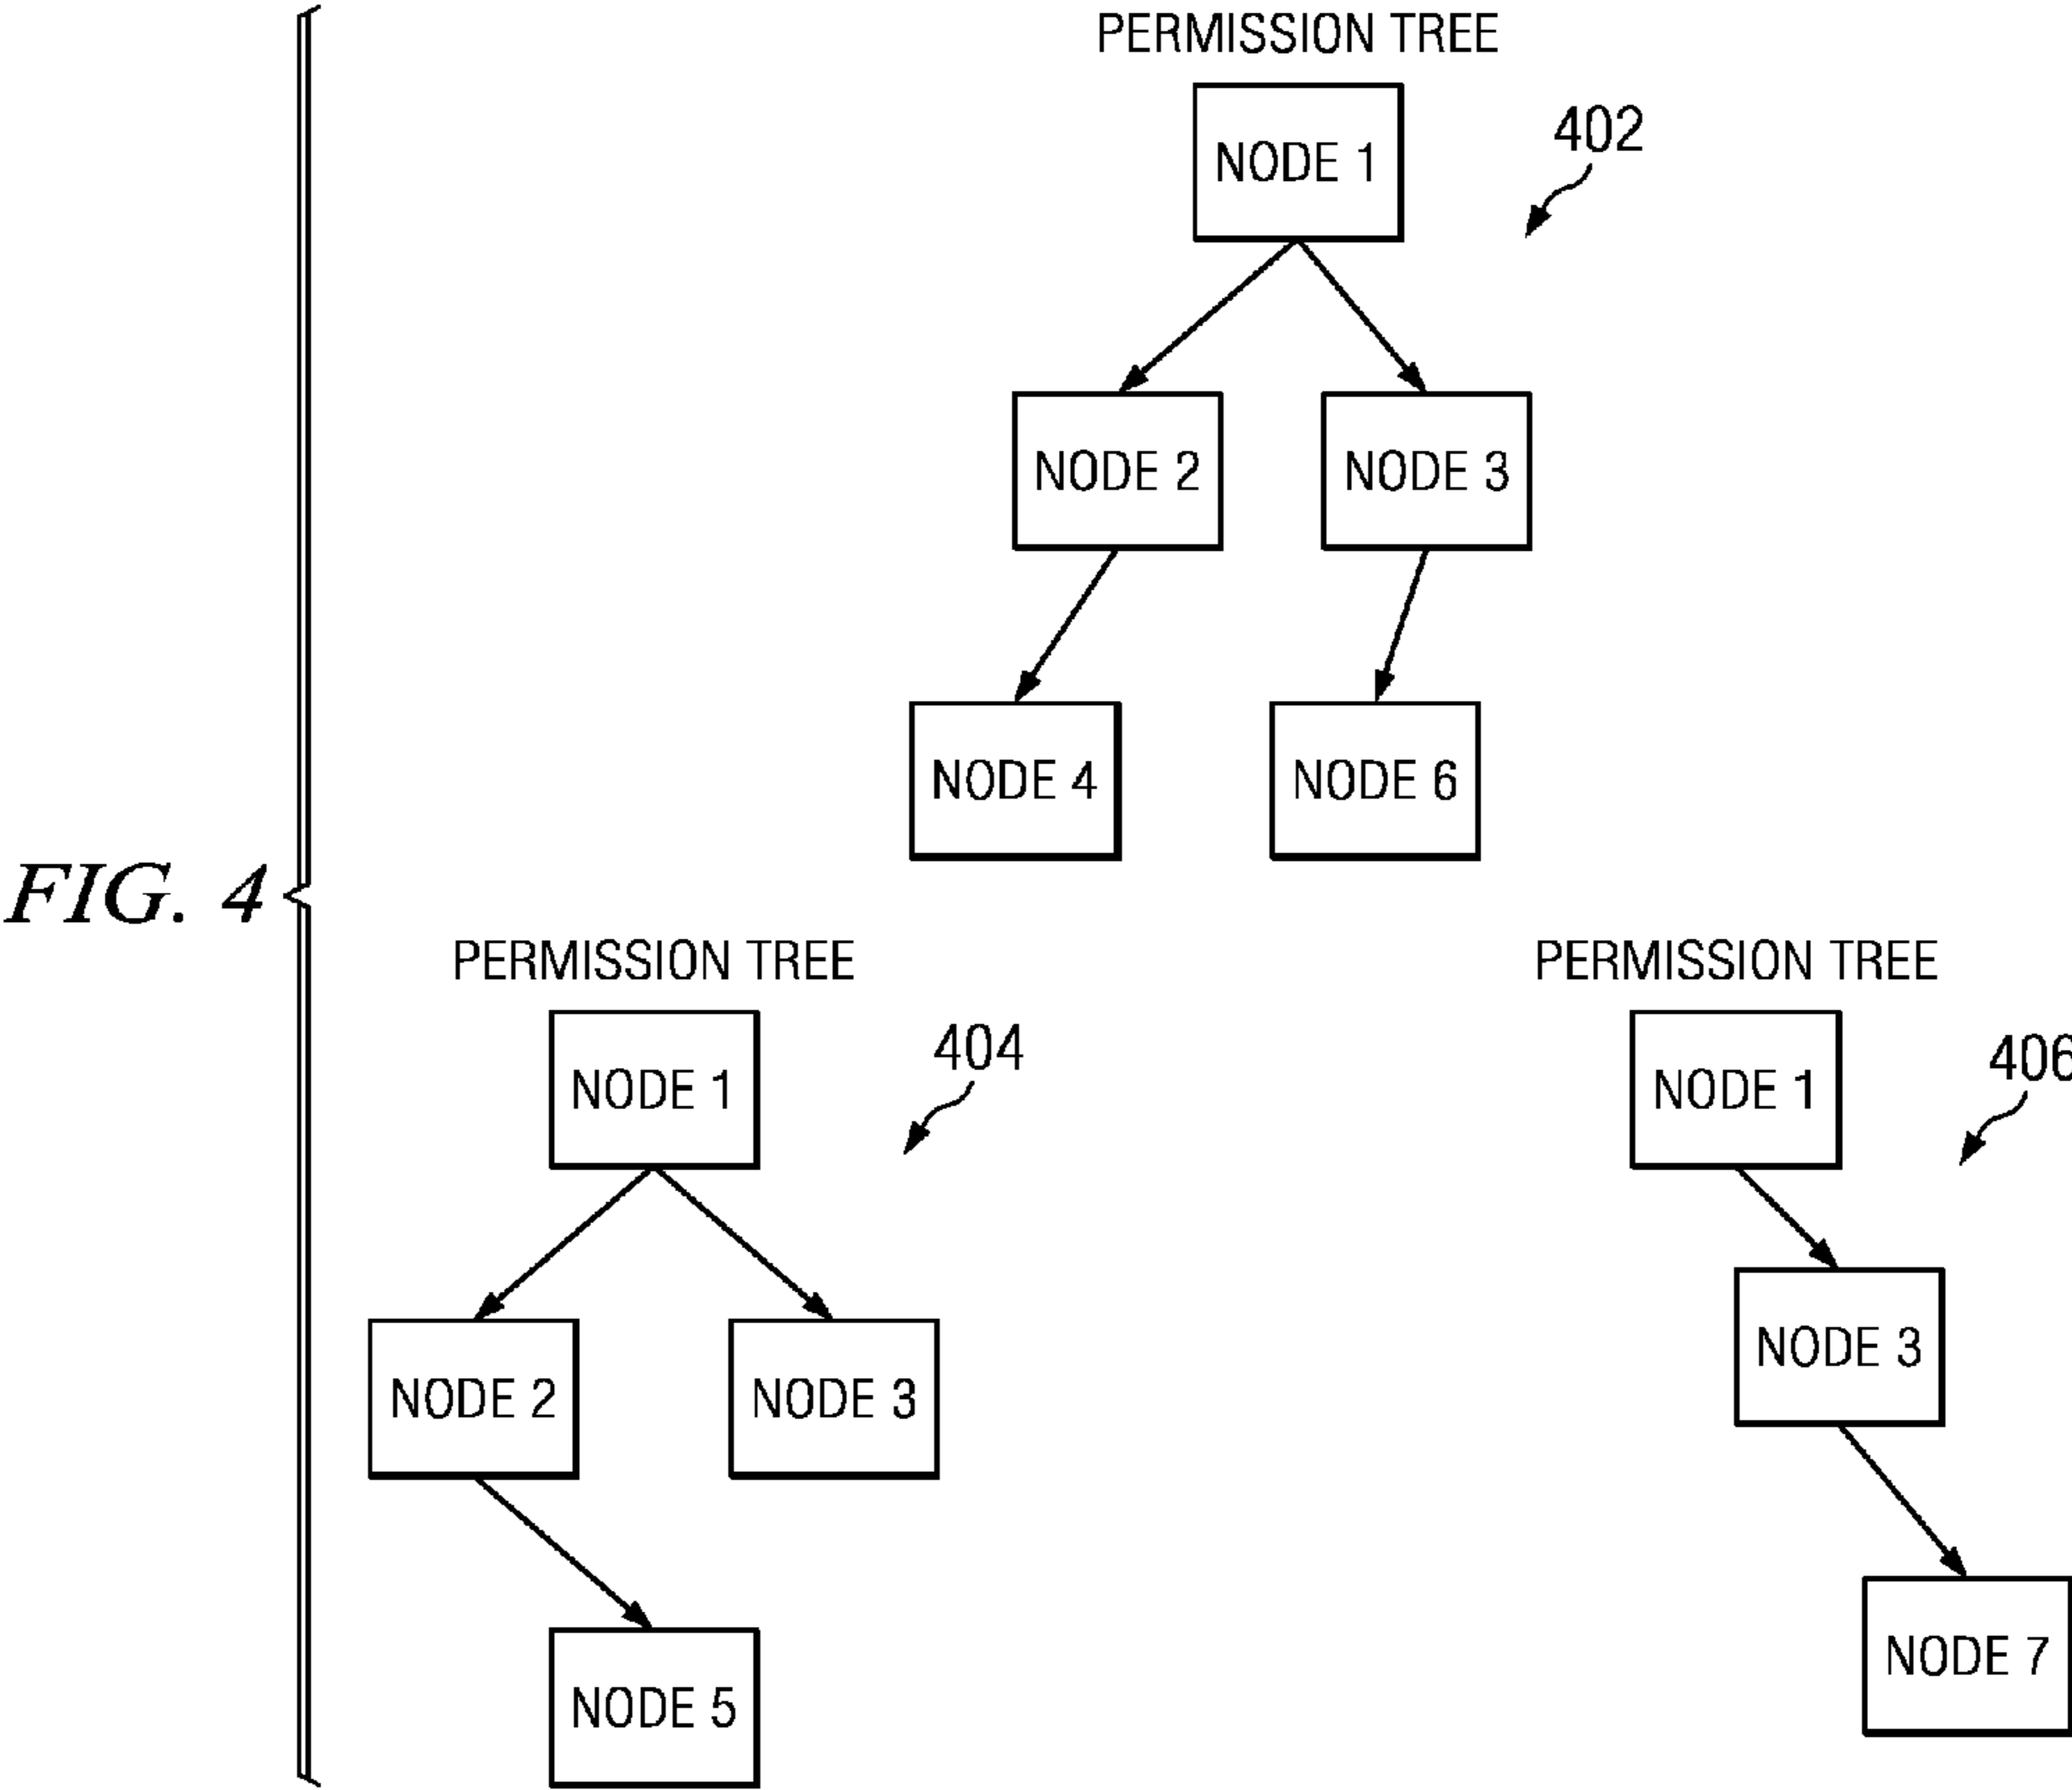 PERMISSION TREE
NODE 1
402
NODE 2
NODE 3
NODE 4
NODE 6
FIG. 4
PERMISSION TREE
NODE 1
404
NODE 2
NODE 3
NODE 5
PERMISSION TREE
NODE 1
406
NODE 3
NODE 7